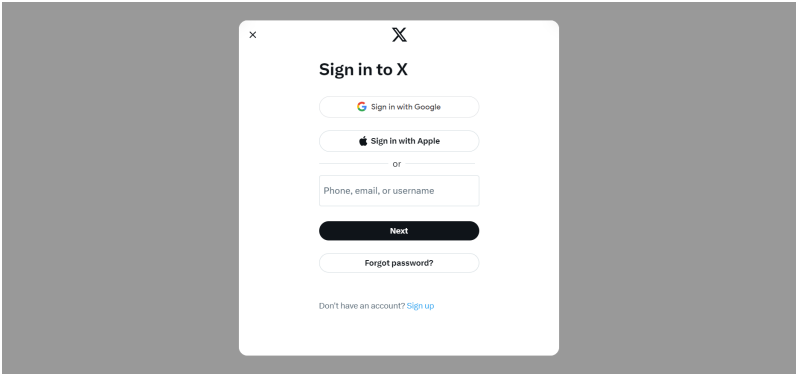 Sign in to X
Sign in with Google
Sign in with Apple
or
Phone, email, or username
Next
Forgot password?
Don't have an account? Sign up